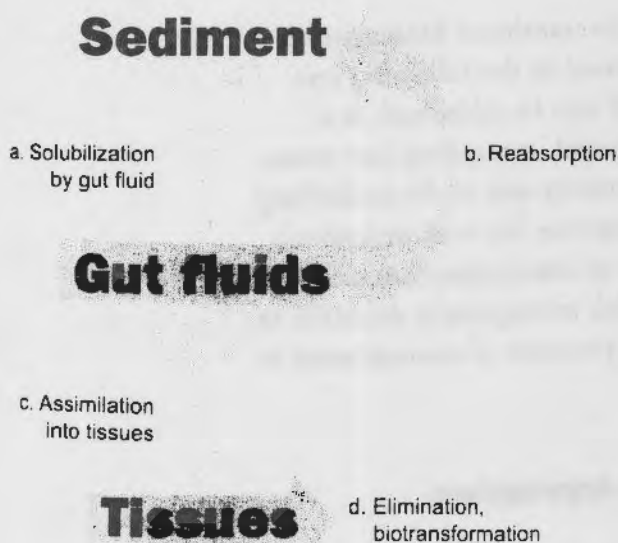 Sediment
a. Solubilization
by gut fluid
b. Reabsorption
Gut fluids
c. Assimilation
into tissues
Tissues
d. Elimination,
biotransformation